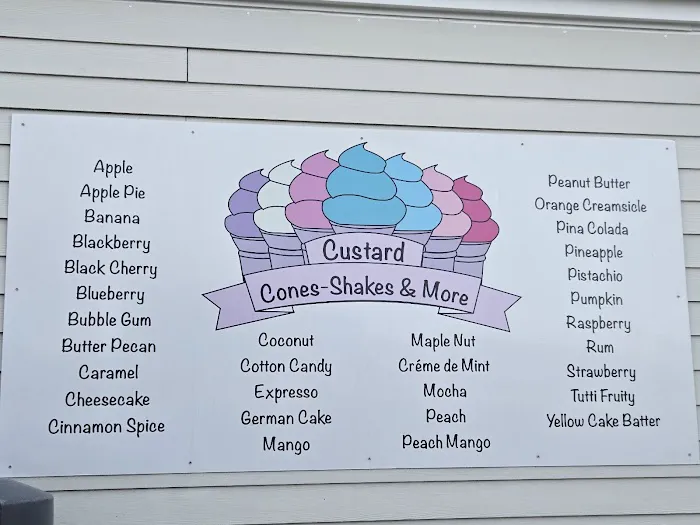 Custard
Cones-Shakes & More
Apple
Apple Pie
Banana
Blackberry
Black Cherry
Blueberry
Bubble Gum
Butter Pecan
Caramel
Cheesecake
Cinnamon Spice
Coconut
Cotton Candy
Expresso
German Cake
Mango
Maple Nut
Créme de Mint
Mocha
Peach
Peach Mango
Peanut Butter
Orange Creamsicle
Pina Colada
Pineapple
Pistachio
Pumpkin
Raspberry
Rum
Strawberry
Tutti Fruity
Yellow Cake Batter